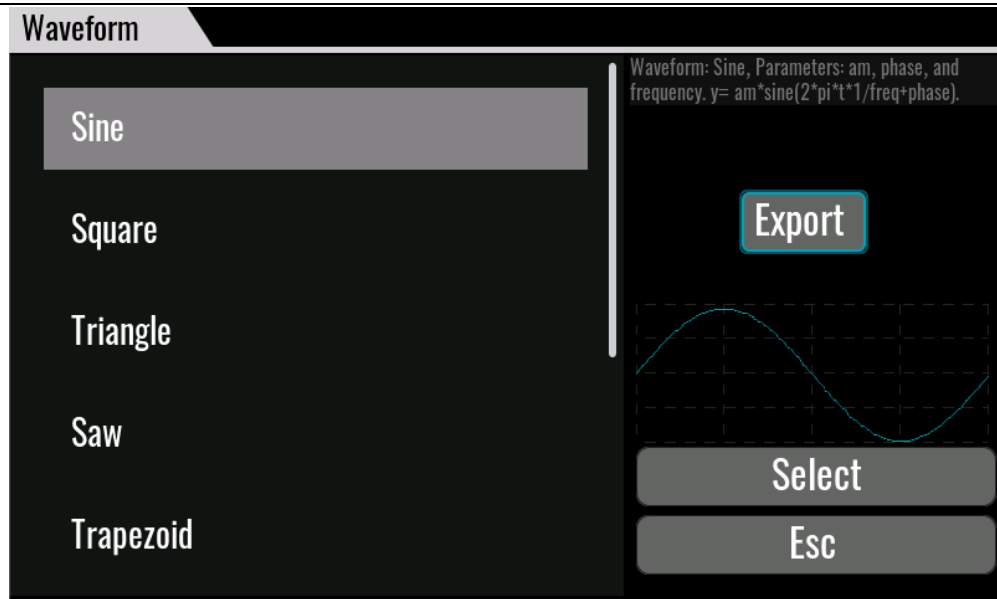 Waveform
Sine
Square
Triangle
Saw
Trapezoid
Waveform: Sine, Parameters: am, phase, and
frequency. y= am*sine(2*pi*t*1/freq+phase).
Export
Select
Esc